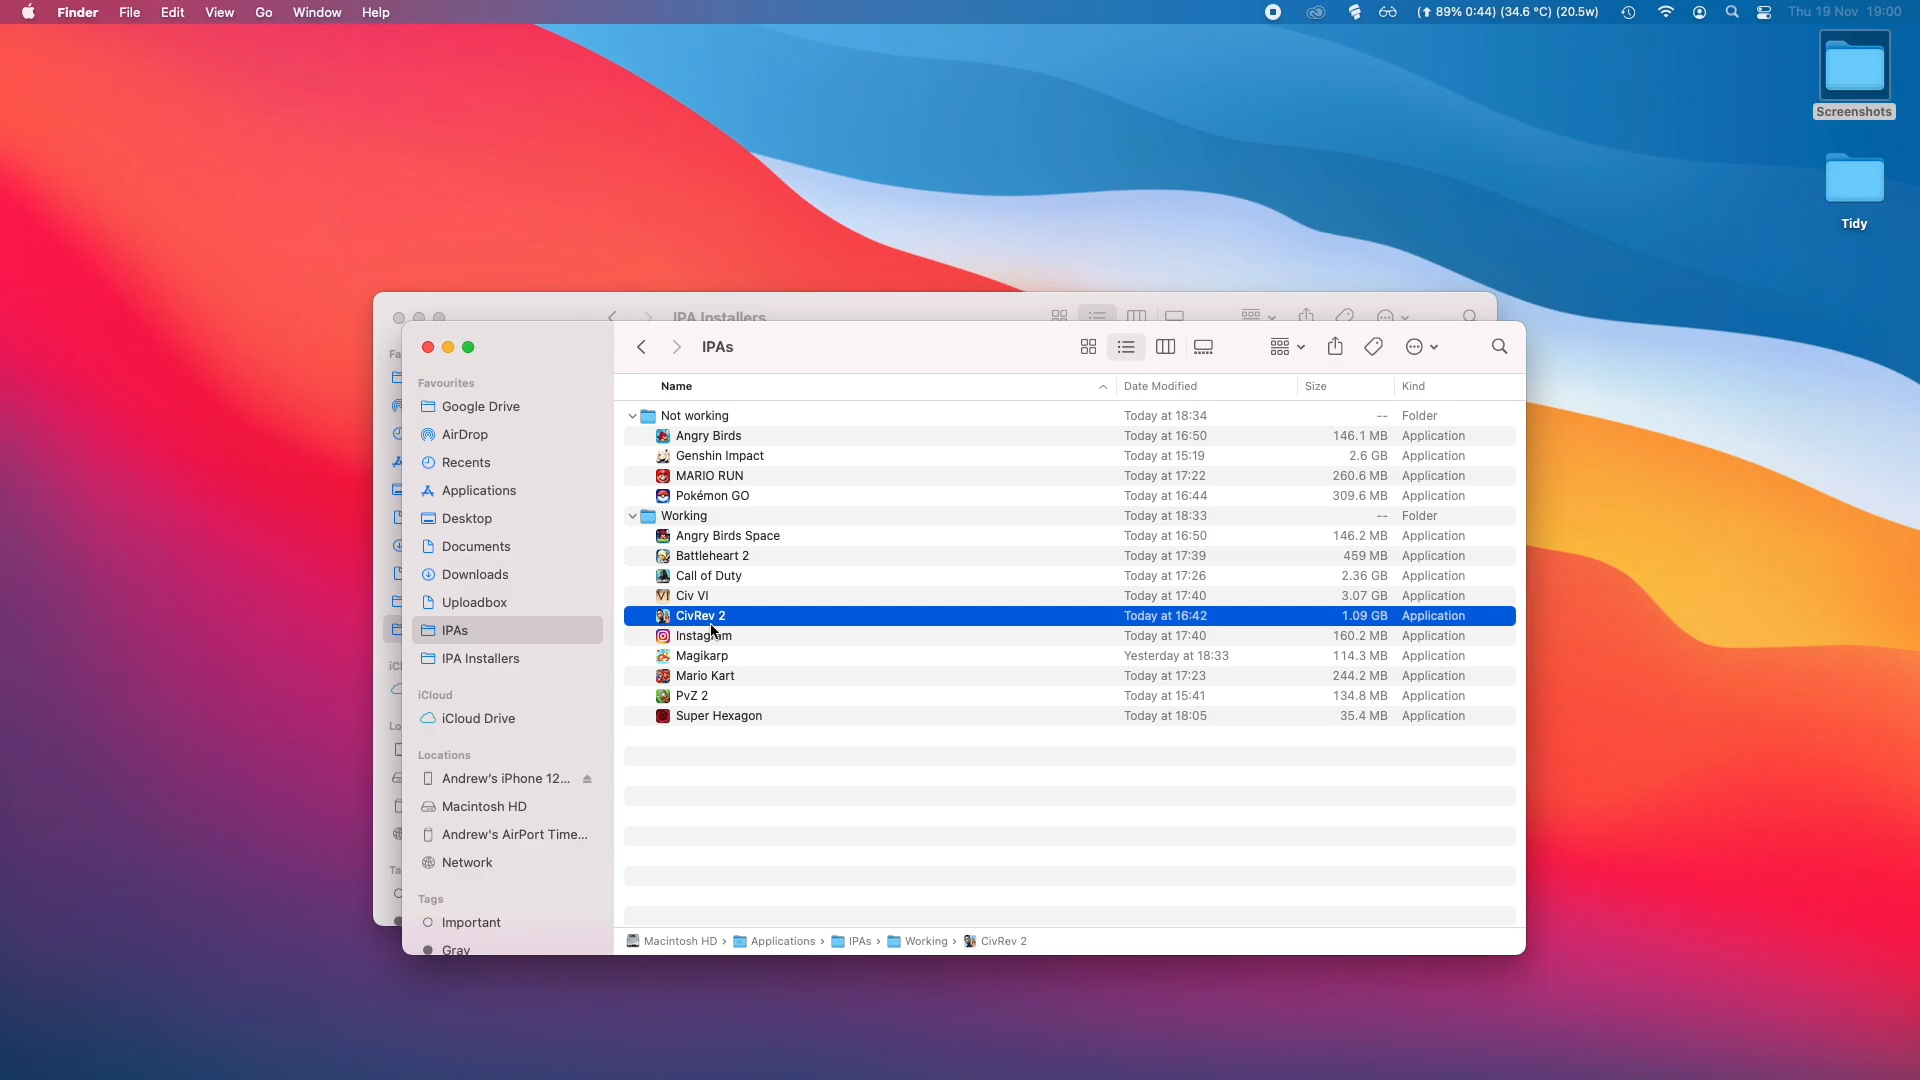 Finder File Edit View Go Window Help
(⬆ 89% 0:44) (34.6 °C) (20.5w) Thu 19 Nov 19:00
Screenshots
Tidy
IPA Installers
IPAs
Name Date Modified Size Kind
Favourites
Google Drive
AirDrop
Recents
Applications
Desktop
Documents
Downloads
Uploadbox
IPAs
IPA Installers
iCloud
iCloud Drive
Locations
Andrew's iPhone 12...
Macintosh HD
Andrew's AirPort Time...
Network
Tags
Important
Gray
Not working Today at 18:34 -- Folder
Angry Birds Today at 16:50 146.1 MB Application
Genshin Impact Today at 15:19 2.6 GB Application
MARIO RUN Today at 17:22 260.6 MB Application
Pokémon GO Today at 16:44 309.6 MB Application
Working Today at 18:33 -- Folder
Angry Birds Space Today at 16:50 146.2 MB Application
Battleheart 2 Today at 17:39 459 MB Application
Call of Duty Today at 17:26 2.36 GB Application
Civ VI Today at 17:40 3.07 GB Application
CivRev 2 Today at 16:42 1.09 GB Application
Instagram Today at 17:40 160.2 MB Application
Magikarp Yesterday at 18:33 114.3 MB Application
Mario Kart Today at 17:23 244.2 MB Application
PvZ 2 Today at 15:41 134.8 MB Application
Super Hexagon Today at 18:05 35.4 MB Application
Macintosh HD › Applications › IPAs › Working › CivRev 2